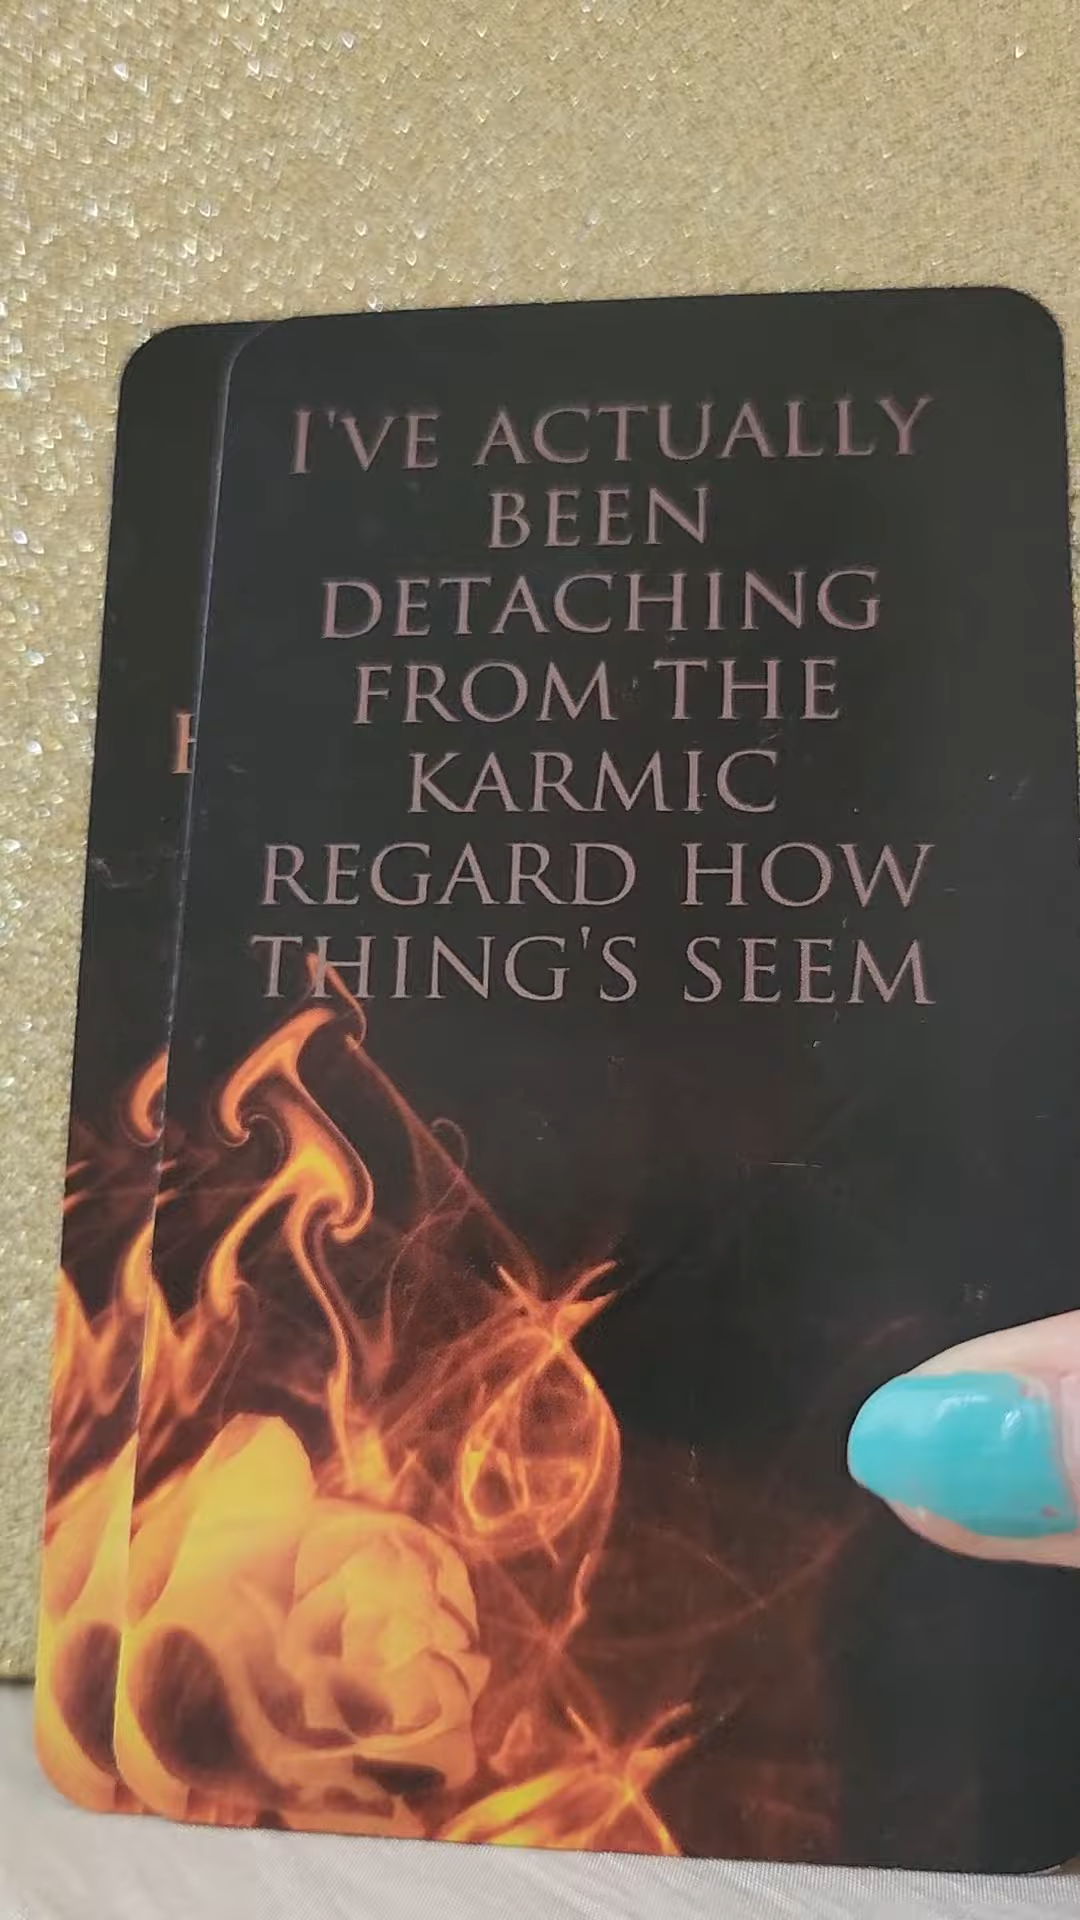 I'VE ACTUALLY
BEEN
DETACHING
FROM THE
KARMIC
REGARD HOW
THING'S SEEM